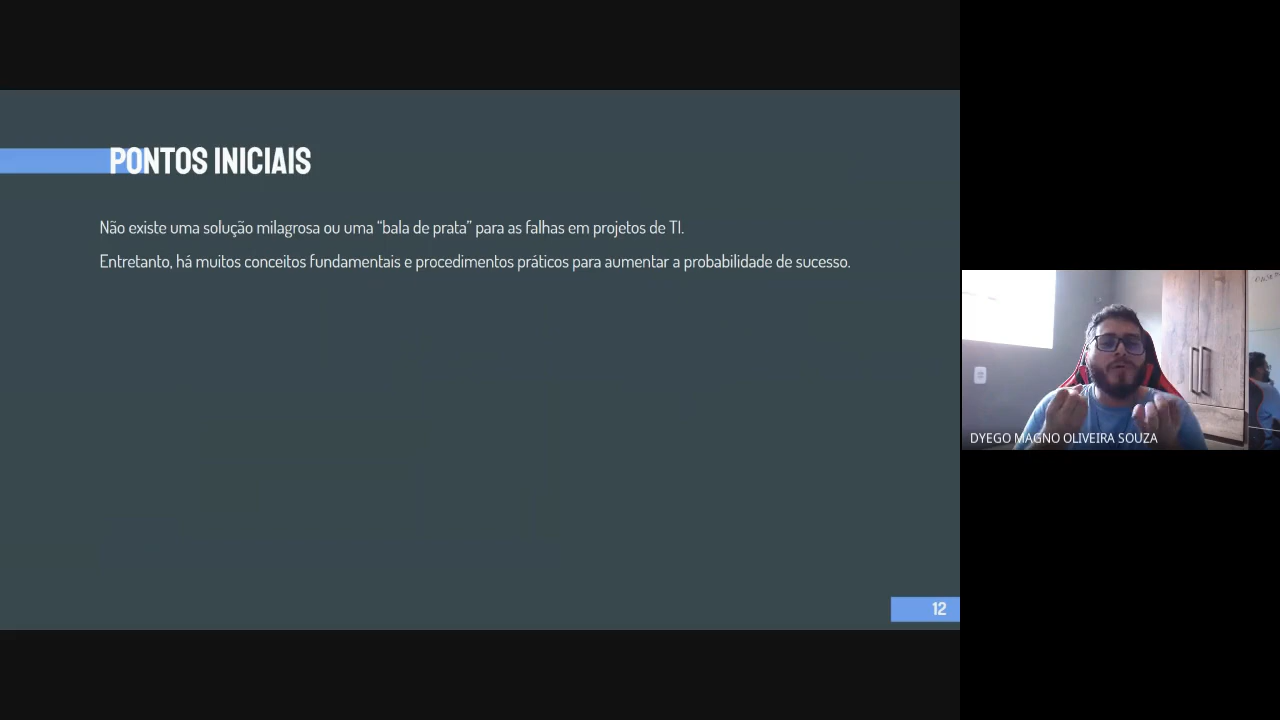 PONTOS INICIAIS
Não existe uma solução milagrosa ou uma “bala de prata” para as falhas em projetos de TI.
Entretanto, há muitos conceitos fundamentais e procedimentos práticos para aumentar a probabilidade de sucesso.
12
DYEGO MAGNO OLIVEIRA SOUZA